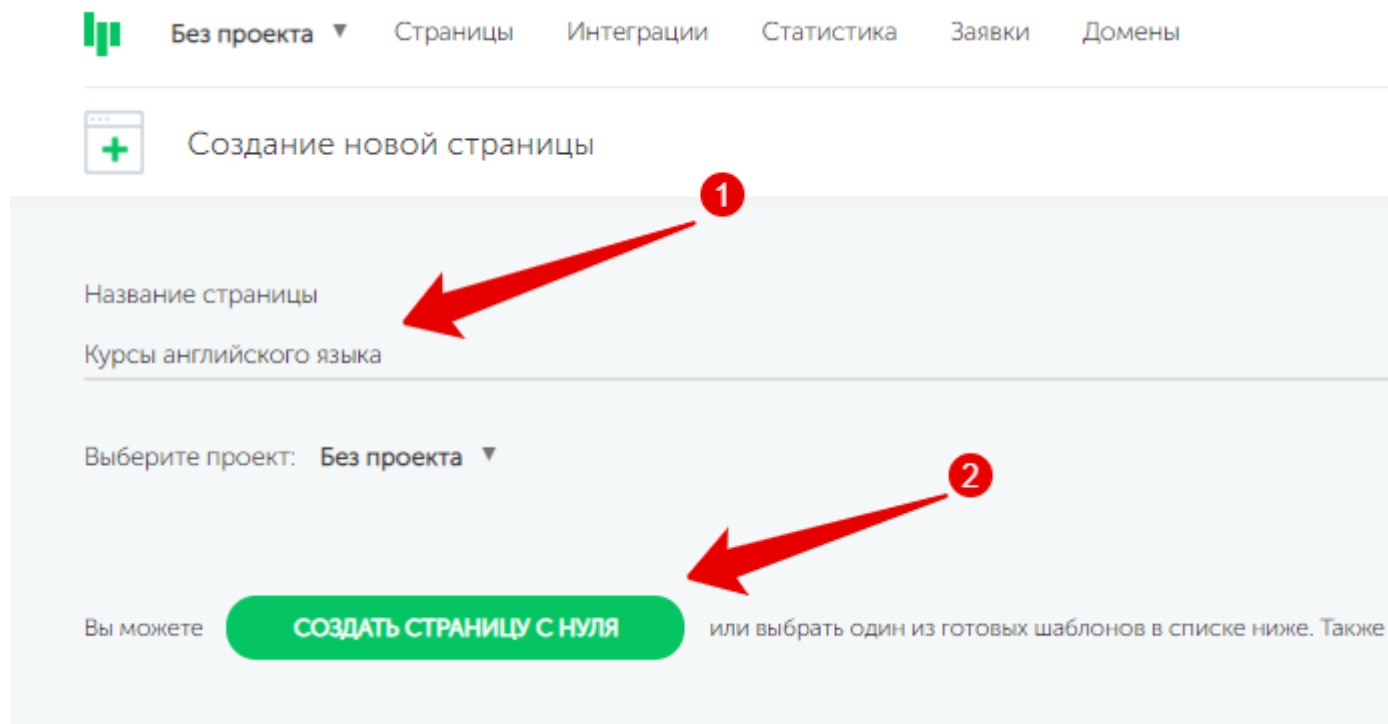 Без проекта ▼ Страницы Интеграции Статистика Заявки Домены
Создание новой страницы
1
Название страницы
Курсы английского языка
Выберите проект: Без проекта ▼
2
Вы можете СОЗДАТЬ СТРАНИЦУ С НУЛЯ или выбрать один из готовых шаблонов в списке ниже. Также